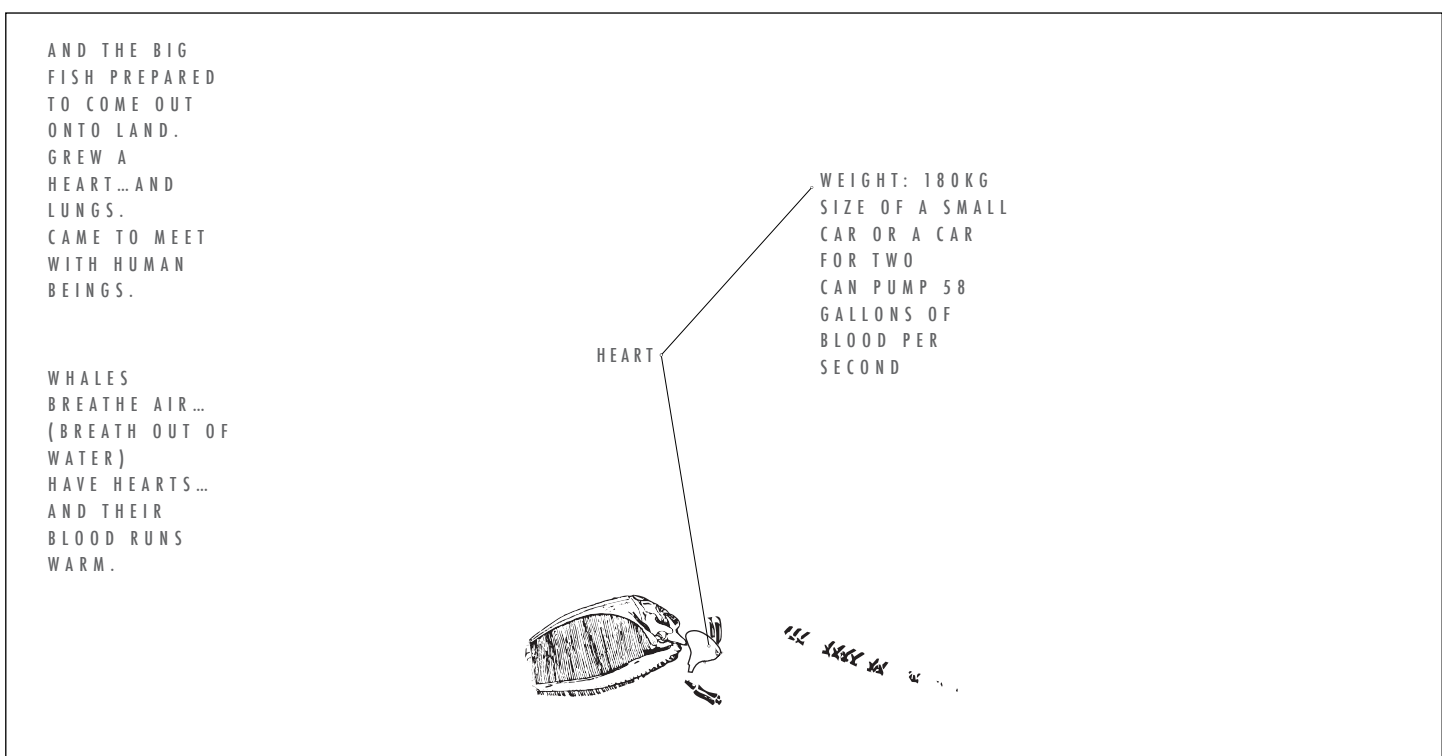 AND THE BIG
FISH PREPARED
TO COME OUT
ONTO LAND.
GREW A
HEART…AND
LUNGS.
CAME TO MEET
WITH HUMAN
BEINGS.
WHALES
BREATHE AIR…
(BREATH OUT OF
WATER)
HAVE HEARTS…
AND THEIR
BLOOD RUNS
WARM.
HEART
WEIGHT: 180KG
SIZE OF A SMALL
CAR OR A CAR
FOR TWO
CAN PUMP 58
GALLONS OF
BLOOD PER
SECOND